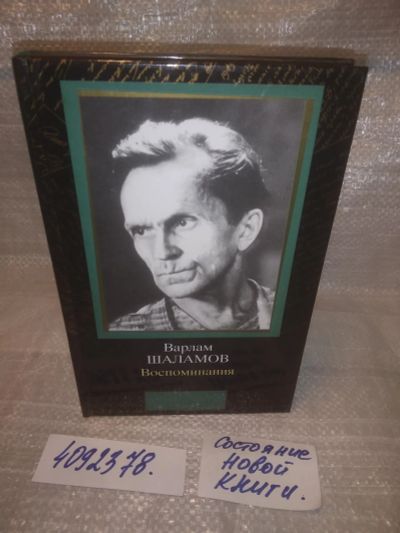 Варлам
ШАЛАМОВ
Воспоминания
4092378.
Состояние
Новой
Книги.